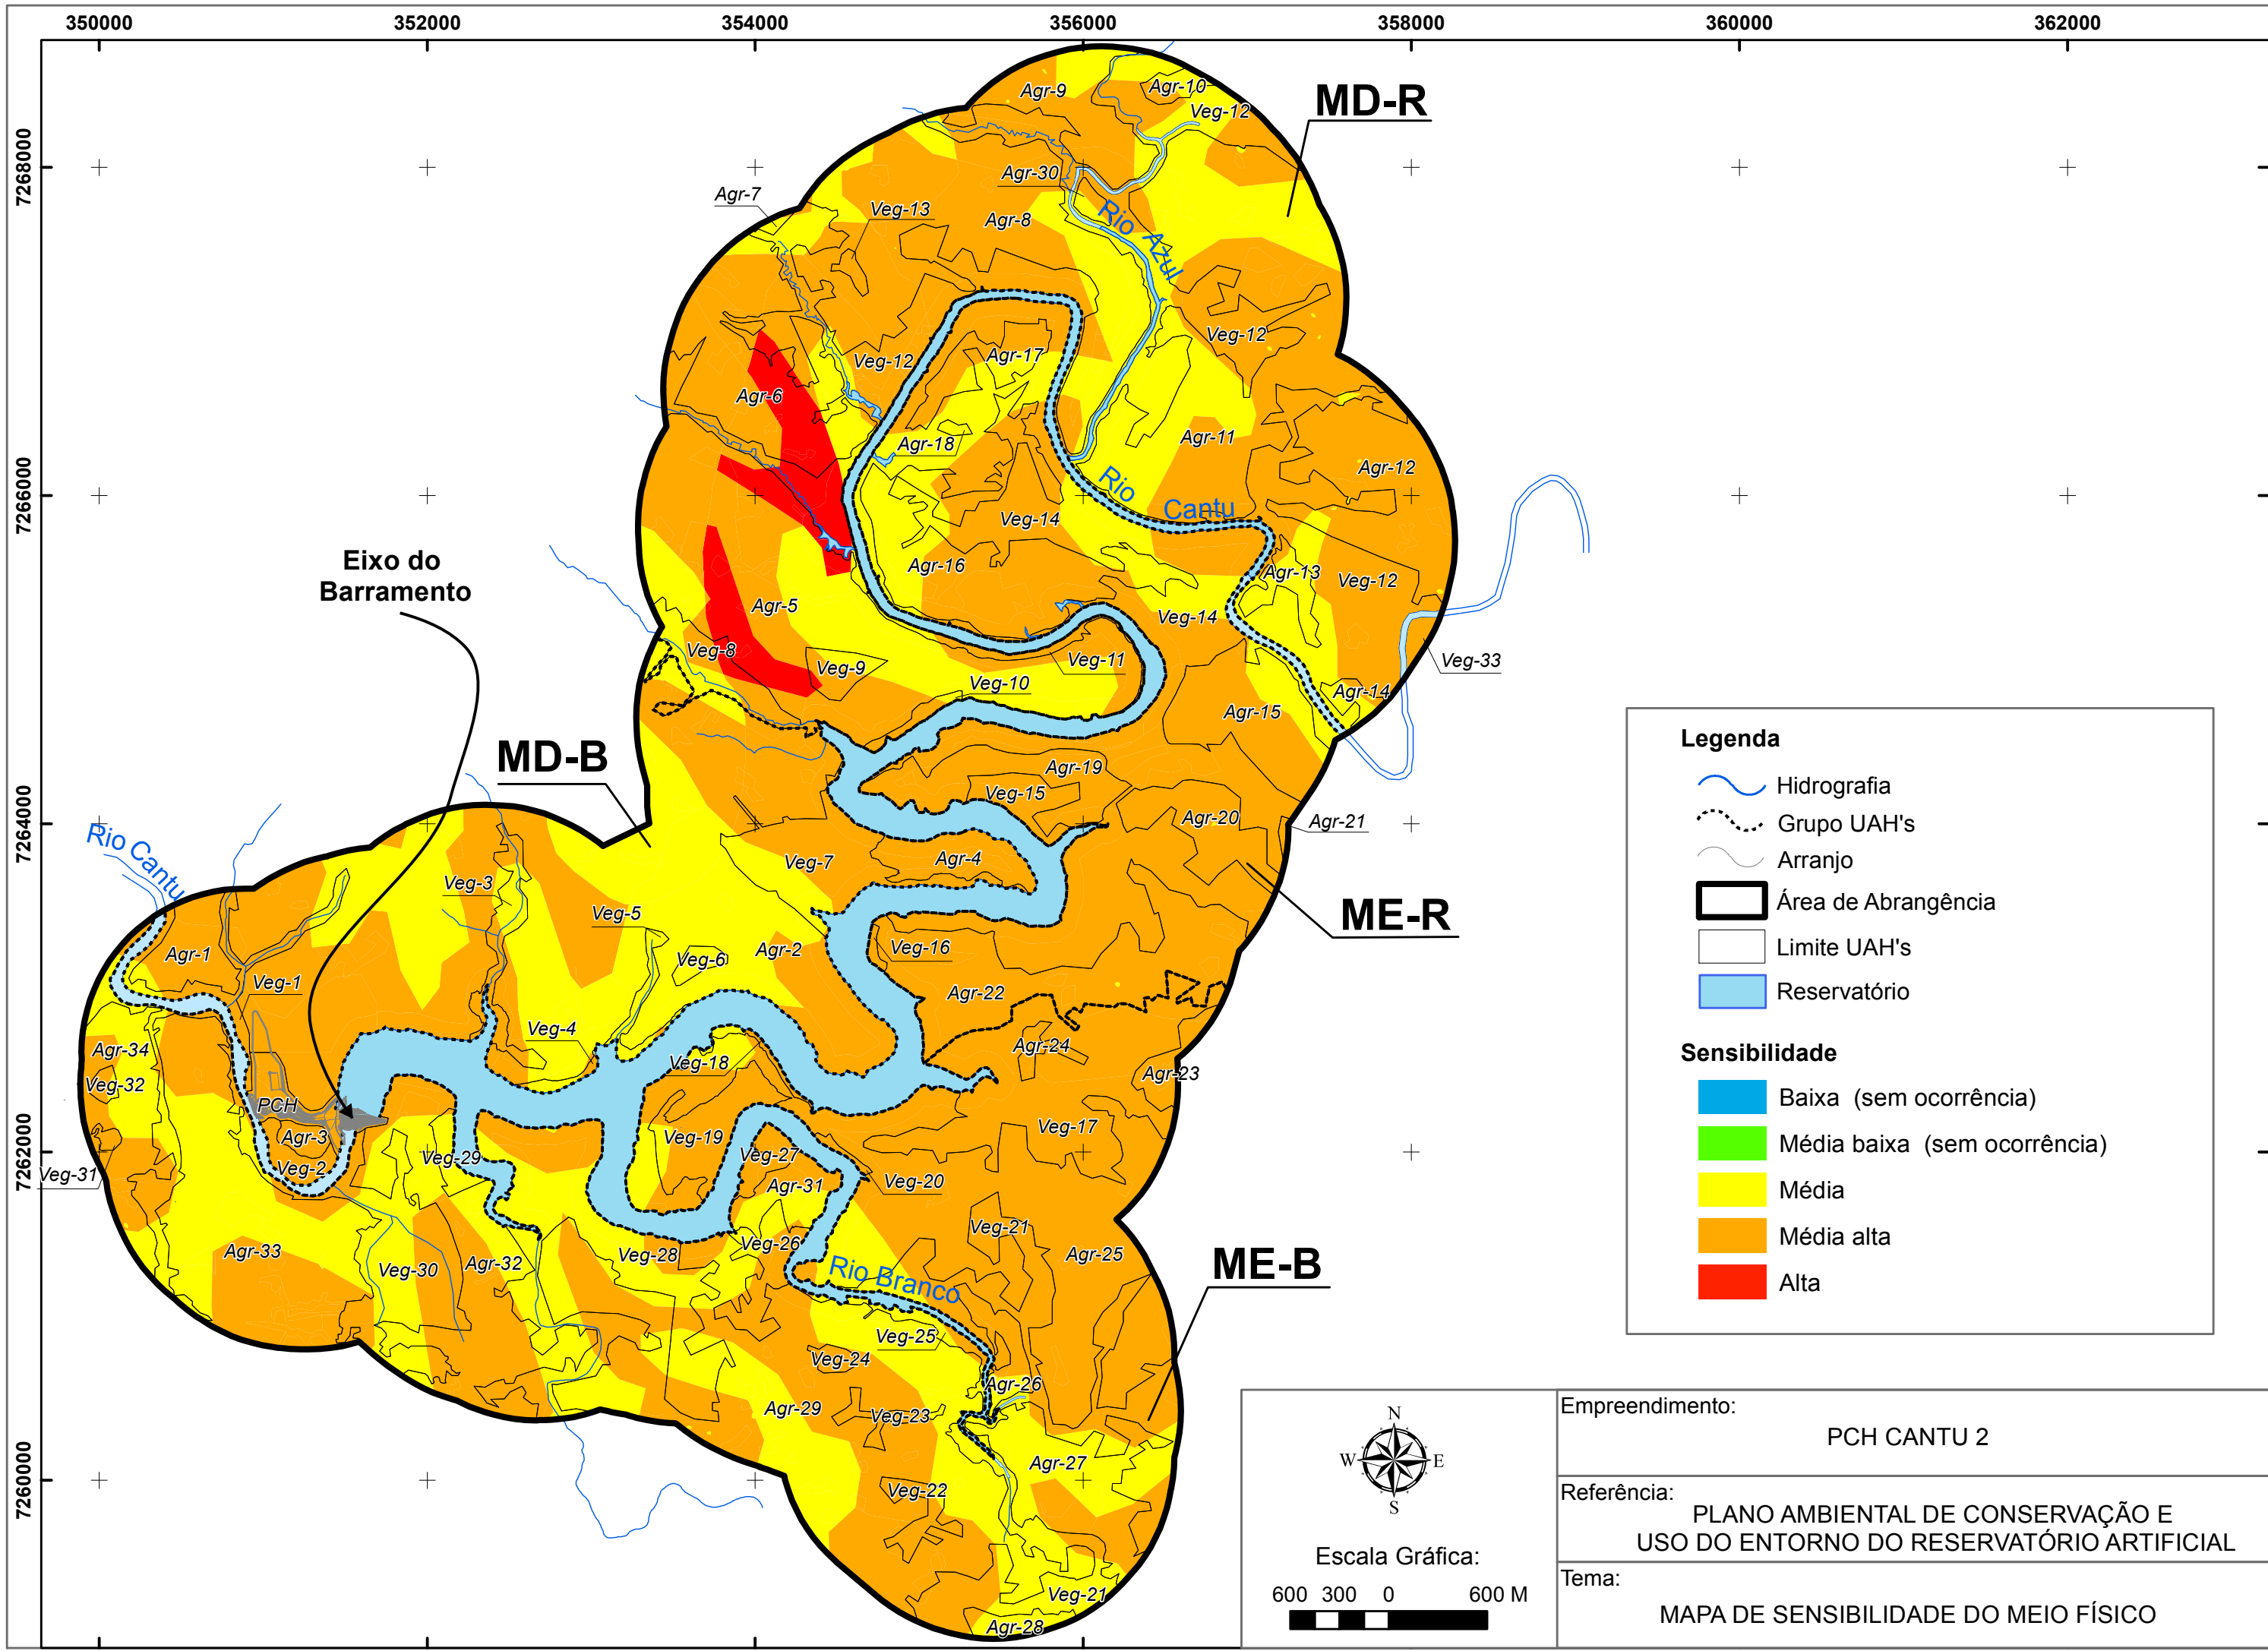 350000 352000 354000 356000 358000 360000 362000
7268000
7266000
7264000
7262000
7260000
Agr-9
Agr-10
Veg-12
MD-R
Agr-30
Agr-7
Veg-13
Agr-8
Rio Azul
Veg-12
Agr-17
Veg-12
Agr-6
Agr-18
Agr-11
Agr-12
Rio Cantu
Veg-14
Agr-16
Agr-13
Veg-12
Eixo do
Barramento
Agr-5
Veg-14
Veg-8
Veg-9
Veg-11
Veg-33
Veg-10
Agr-14
Agr-15
MD-B
Agr-19
Veg-15
Agr-20
Agr-21
Rio Cantu
Veg-7
Agr-4
Veg-3
Veg-5
ME-R
Agr-1
Agr-2
Veg-16
Veg-6
Veg-1
Agr-22
Veg-4
Agr-34
Agr-24
Veg-18
Agr-23
Veg-32
PCH
Agr-3
Veg-19
Veg-17
Veg-27
Veg-29
Veg-2
Veg-31
Agr-31
Veg-20
Veg-21
Agr-33
Veg-28
Veg-26
Agr-25
Veg-30
Agr-32
Rio Branco
ME-B
Veg-25
Veg-24
Agr-26
Agr-29
Veg-23
Agr-27
Veg-22
Veg-21
Agr-28
Legenda
Hidrografia
Grupo UAH's
Arranjo
Área de Abrangência
Limite UAH's
Reservatório
Sensibilidade
Baixa (sem ocorrência)
Média baixa (sem ocorrência)
Média
Média alta
Alta
N
W E
S
Escala Gráfica:
600 300 0 600 M
Empreendimento:
PCH CANTU 2
Referência:
PLANO AMBIENTAL DE CONSERVAÇÃO E
USO DO ENTORNO DO RESERVATÓRIO ARTIFICIAL
Tema:
MAPA DE SENSIBILIDADE DO MEIO FÍSICO